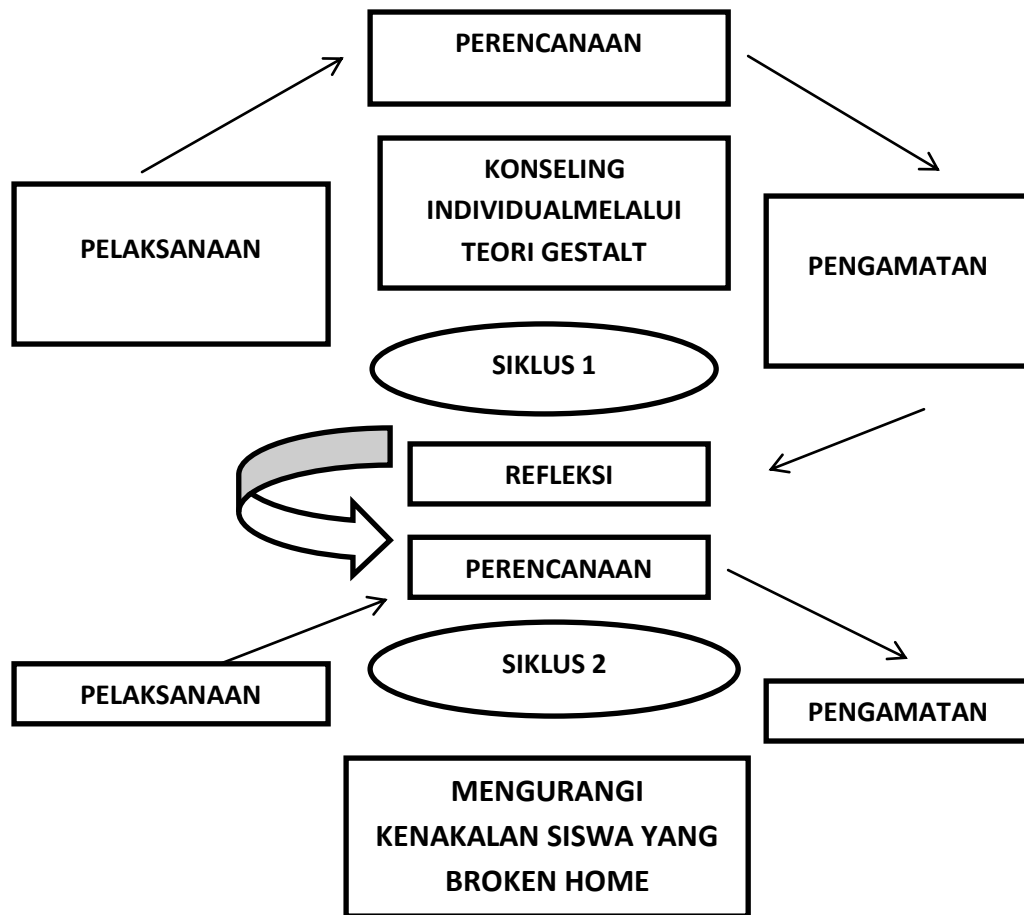 PERENCANAAN
KONSELING
INDIVIDUALMELALUI
TEORI GESTALT
PELAKSANAAN
PENGAMATAN
SIKLUS 1
REFLEKSI
PERENCANAAN
SIKLUS 2
PELAKSANAAN
PENGAMATAN
MENGURANGI
KENAKALAN SISWA YANG
BROKEN HOME